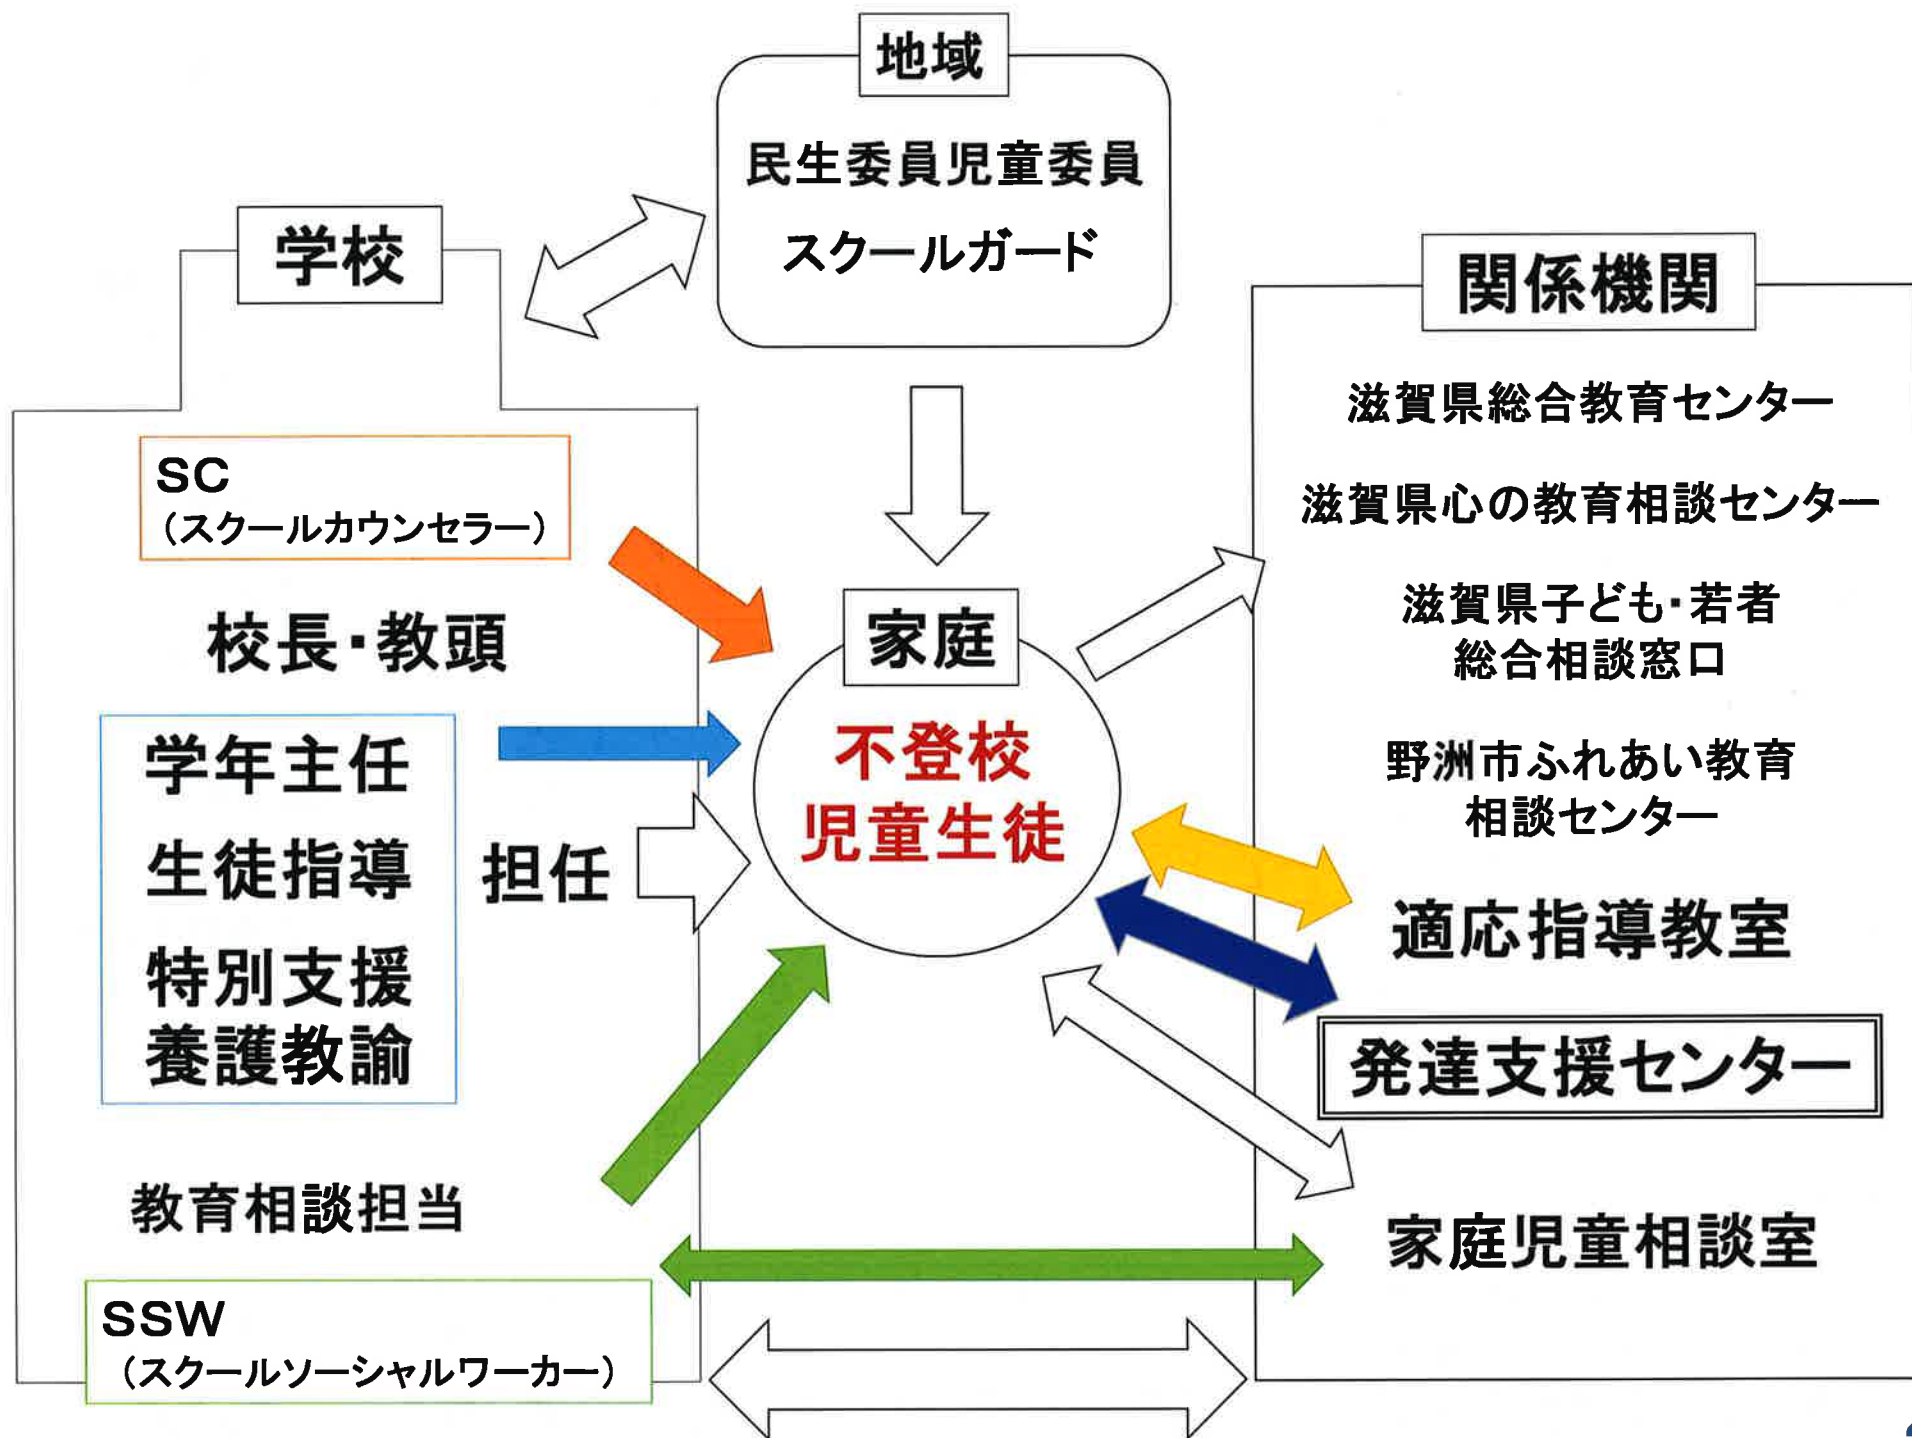 地域
民生委員児童委員
スクールガード
学校
SC
（スクールカウンセラー）
校長・教頭
学年主任
生徒指導
特別支援
養護教諭
担任
教育相談担当
SSW
（スクールソーシャルワーカー）
家庭
不登校
児童生徒
関係機関
滋賀県総合教育センター
滋賀県心の教育相談センター
滋賀県子ども・若者
総合相談窓口
野洲市ふれあい教育
相談センター
適応指導教室
発達支援センター
家庭児童相談室